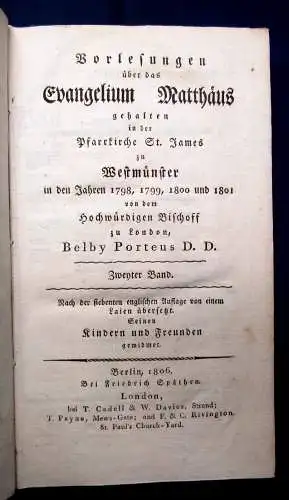 Vorlesungen
über das
Evangelium Matthäus
gehalten
in der
Pfarrkirche St. James
zu
Westmünster
in den Jahren 1798, 1799, 1800 und 1801
von dem
Hochwürdigen Bischoff
zu London,
Belby Porteus D. D.
Zweyter Band.
Nach der siebenten englischen Auflage von einem
Laien übersetzt.
Seinen
Kindern und Freunden
gewidmet.
Berlin, 1806.
Bei Friedrich Späthen.
London,
bei T. Cadell & W. Davies, Strand;
T. Payne, Mews-Gate; and F. & C. Rivington.
St. Paul's Church-Yard.